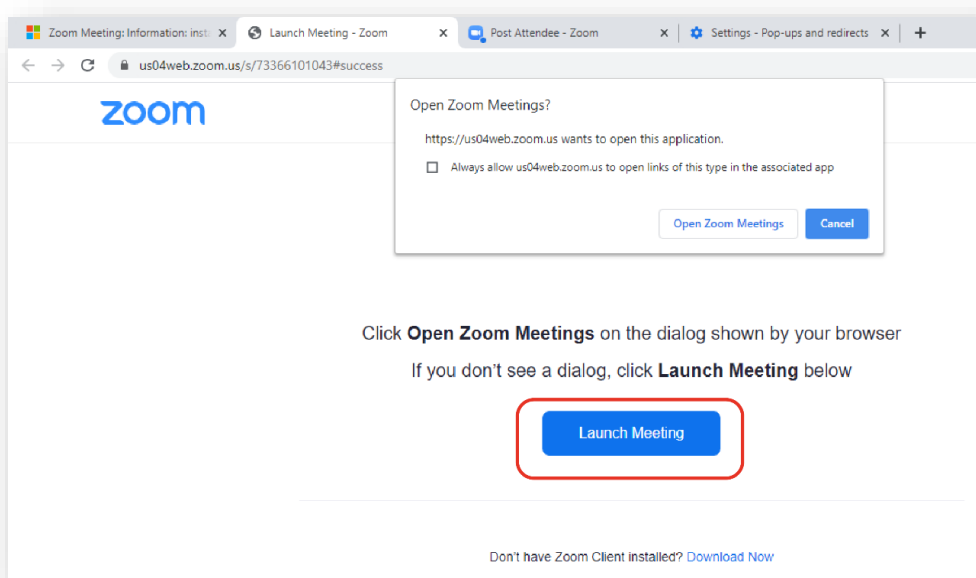 Zoom Meeting: Information: inst
Launch Meeting - Zoom
Post Attendee - Zoom
Settings - Pop-ups and redirects
us04web.zoom.us/s/73366101043#success
zoom
Open Zoom Meetings?
https://us04web.zoom.us wants to open this application.
Always allow us04web.zoom.us to open links of this type in the associated app
Open Zoom Meetings
Cancel
Click Open Zoom Meetings on the dialog shown by your browser
If you don't see a dialog, click Launch Meeting below
Launch Meeting
Don't have Zoom Client installed? Download Now